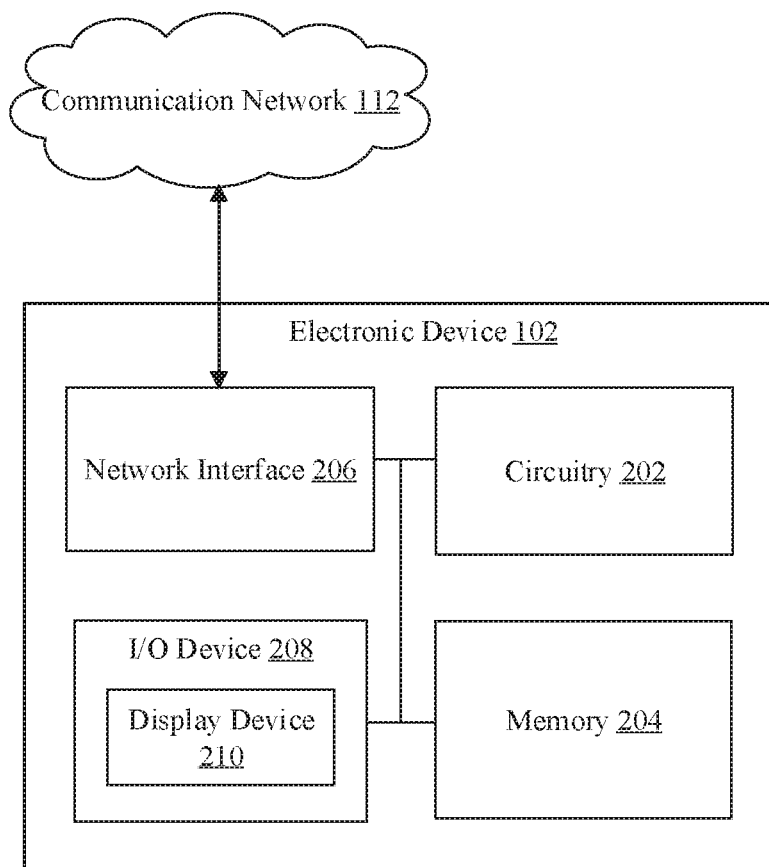 Communication Network 112
Electronic Device 102
Network Interface 206
Circuitry 202
I/O Device 208
Display Device
210
Memory 204